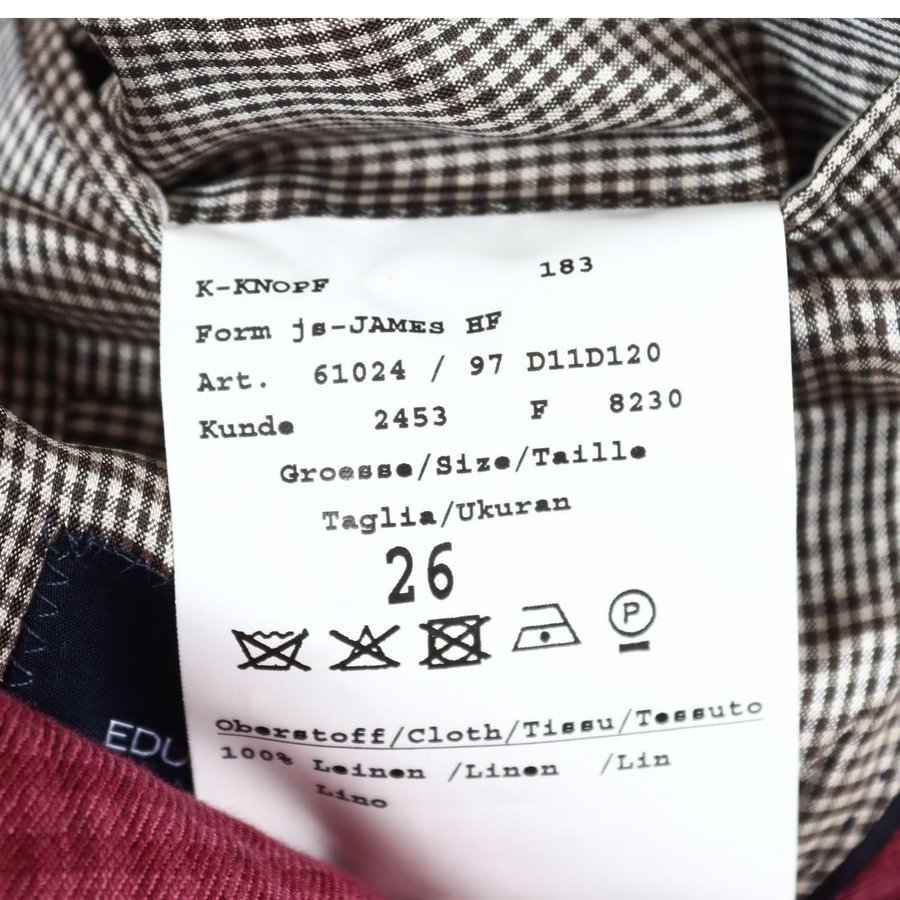 K-KNOPF 183
Form js-JAMES HF
Art. 61024 / 97 D11D120
Kunde 2453 F 8230
Groesse/Size/Taille
Taglia/Ukuran
26
P
Oberstoff/Cloth/Tissu/Tessuto
100% Leinen /Linen /Lin
Lino
EDU